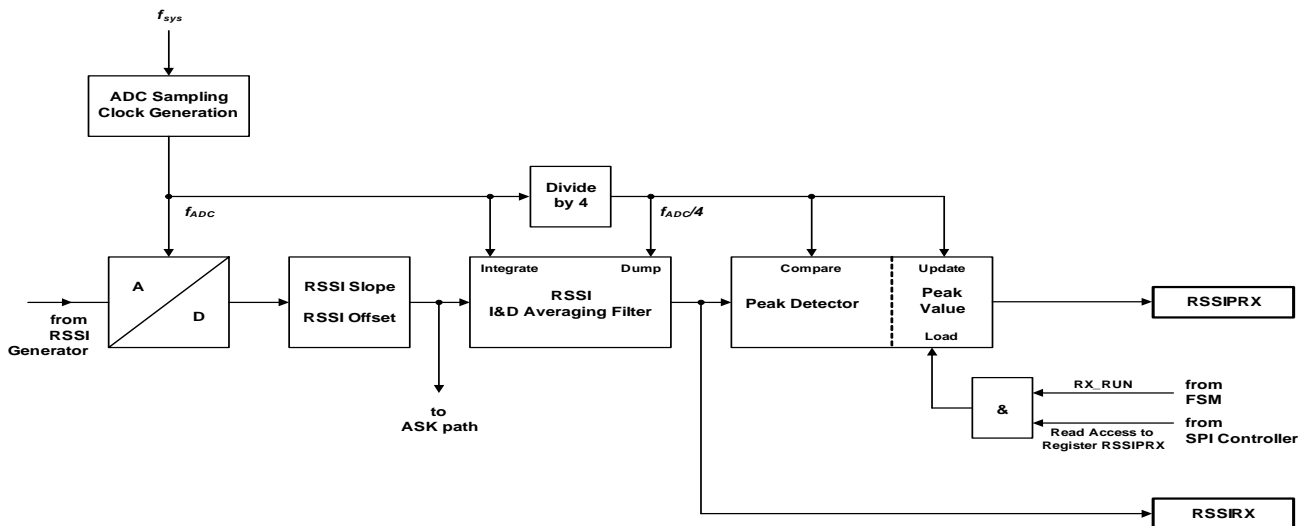 fsys
ADC Sampling
Clock Generation
Divide
by 4
fADC
fADC/4
A
D
from
RSSI
Generator
RSSI Slope
RSSI Offset
to
ASK path
Integrate
Dump
RSSI
I&D Averaging Filter
Compare
Peak Detector
Update
Peak
Value
Load
RSSIPRX
&
RX_RUN
from
FSM
Read Access to
Register RSSIPRX
from
SPI Controller
RSSIRX